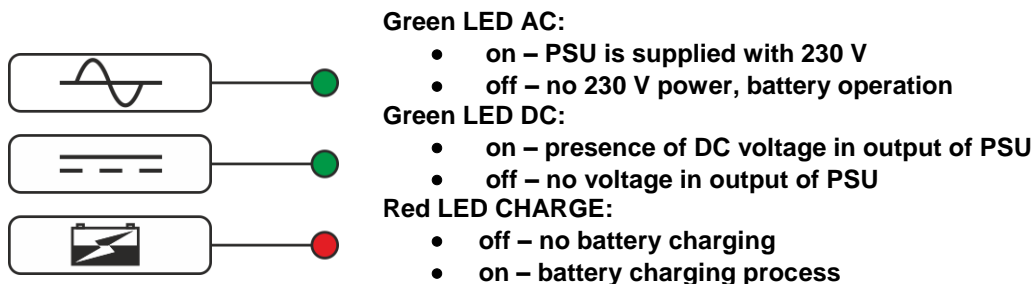 Green LED AC:
• on – PSU is supplied with 230 V
• off – no 230 V power, battery operation
Green LED DC:
• on – presence of DC voltage in output of PSU
• off – no voltage in output of PSU
Red LED CHARGE:
• off – no battery charging
• on – battery charging process